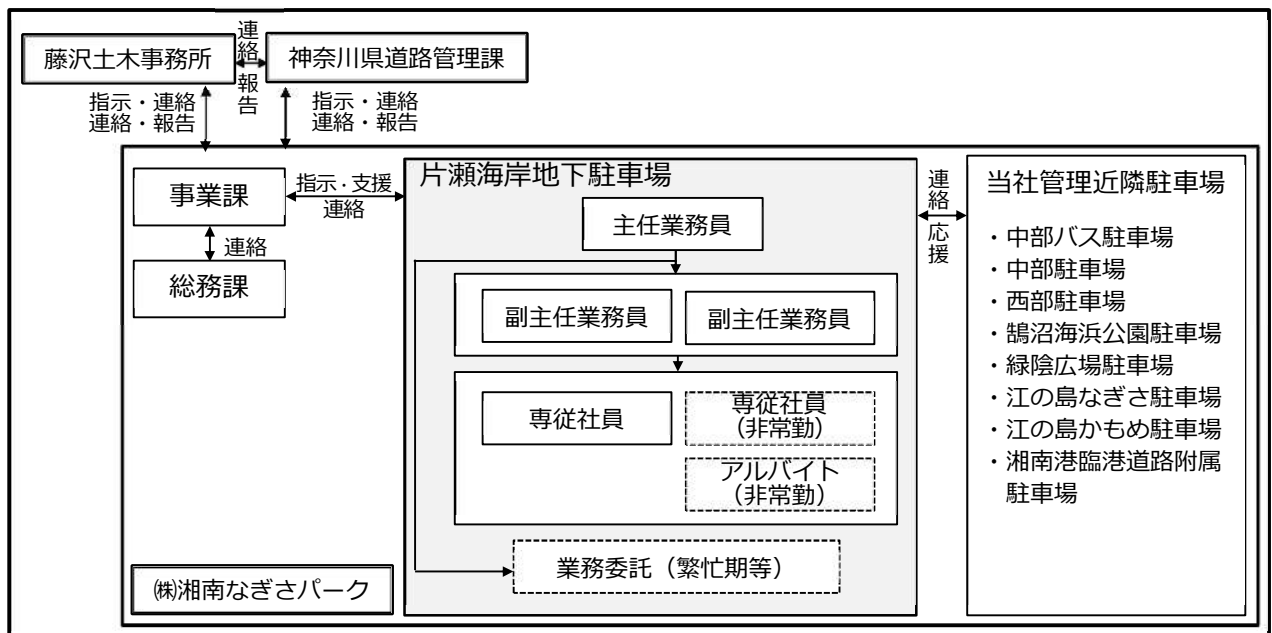 藤沢土木事務所
連絡
報告
神奈川県道路管理課
指示・連絡
連絡・報告
指示・連絡
連絡・報告
事業課
連絡
総務課
指示・支援
連絡
片瀬海岸地下駐車場
主任業務員
副主任業務員
副主任業務員
専従社員
専従社員
（非常勤）
アルバイト
（非常勤）
業務委託（繁忙期等）
連絡
応援
当社管理近隣駐車場
・中部バス駐車場
・中部駐車場
・西部駐車場
・鵠沼海浜公園駐車場
・緑陰広場駐車場
・江の島なぎさ駐車場
・江の島かもめ駐車場
・湘南港臨港道路附属
駐車場
㈱湘南なぎさパーク